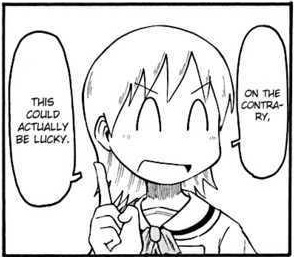 ON THE
CONTRA-
RY,
THIS
COULD
ACTUALLY
BE LUCKY.